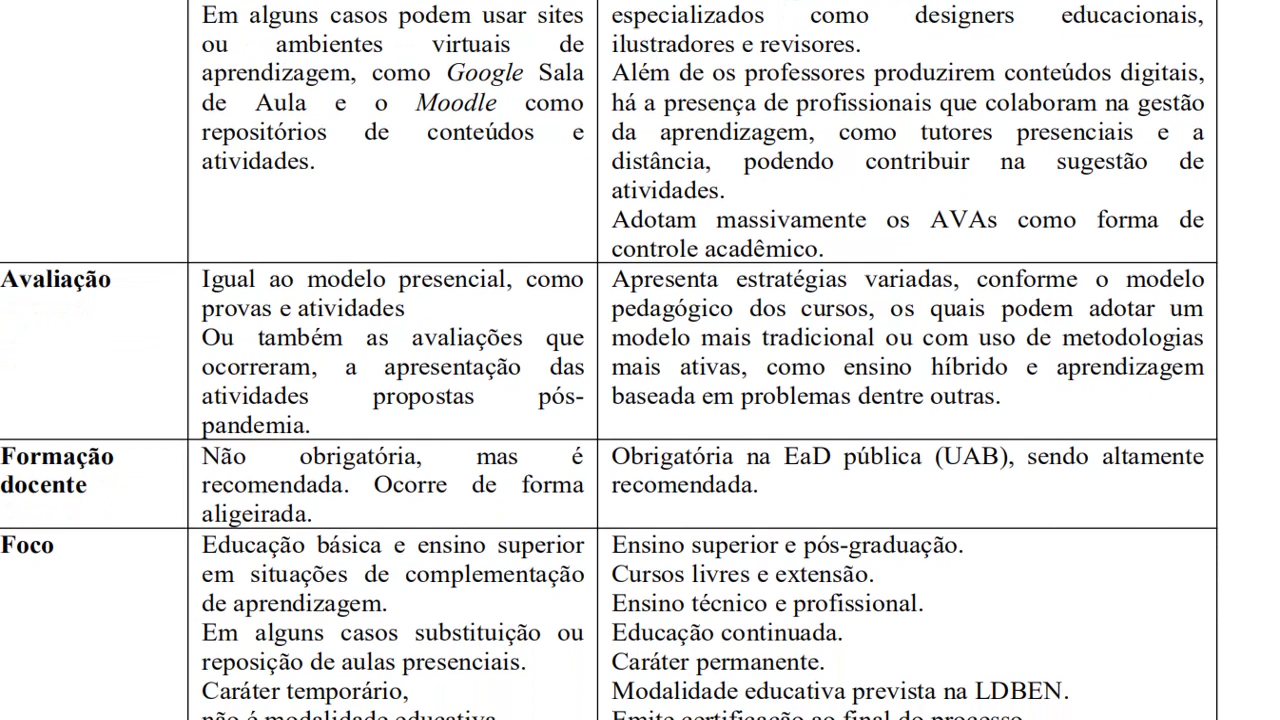 Em alguns casos podem usar sites
ou ambientes virtuais de
aprendizagem, como Google Sala
de Aula e o Moodle como
repositórios de conteúdos e
atividades.
especializados como designers educacionais,
ilustradores e revisores.
Além de os professores produzirem conteúdos digitais,
há a presença de profissionais que colaboram na gestão
da aprendizagem, como tutores presenciais e a
distância, podendo contribuir na sugestão de
atividades.
Adotam massivamente os AVAs como forma de
controle acadêmico.
Avaliação
Igual ao modelo presencial, como
provas e atividades
Ou também as avaliações que
ocorreram, a apresentação das
atividades propostas pós-
pandemia.
Apresenta estratégias variadas, conforme o modelo
pedagógico dos cursos, os quais podem adotar um
modelo mais tradicional ou com uso de metodologias
mais ativas, como ensino híbrido e aprendizagem
baseada em problemas dentre outras.
Formação
docente
Não obrigatória, mas é
recomendada. Ocorre de forma
aligeirada.
Obrigatória na EaD pública (UAB), sendo altamente
recomendada.
Foco
Educação básica e ensino superior
em situações de complementação
de aprendizagem.
Em alguns casos substituição ou
reposição de aulas presenciais.
Caráter temporário,
não é modalidade educativa
Ensino superior e pós-graduação.
Cursos livres e extensão.
Ensino técnico e profissional.
Educação continuada.
Caráter permanente.
Modalidade educativa prevista na LDBEN.
Emite certificação ao final do processo